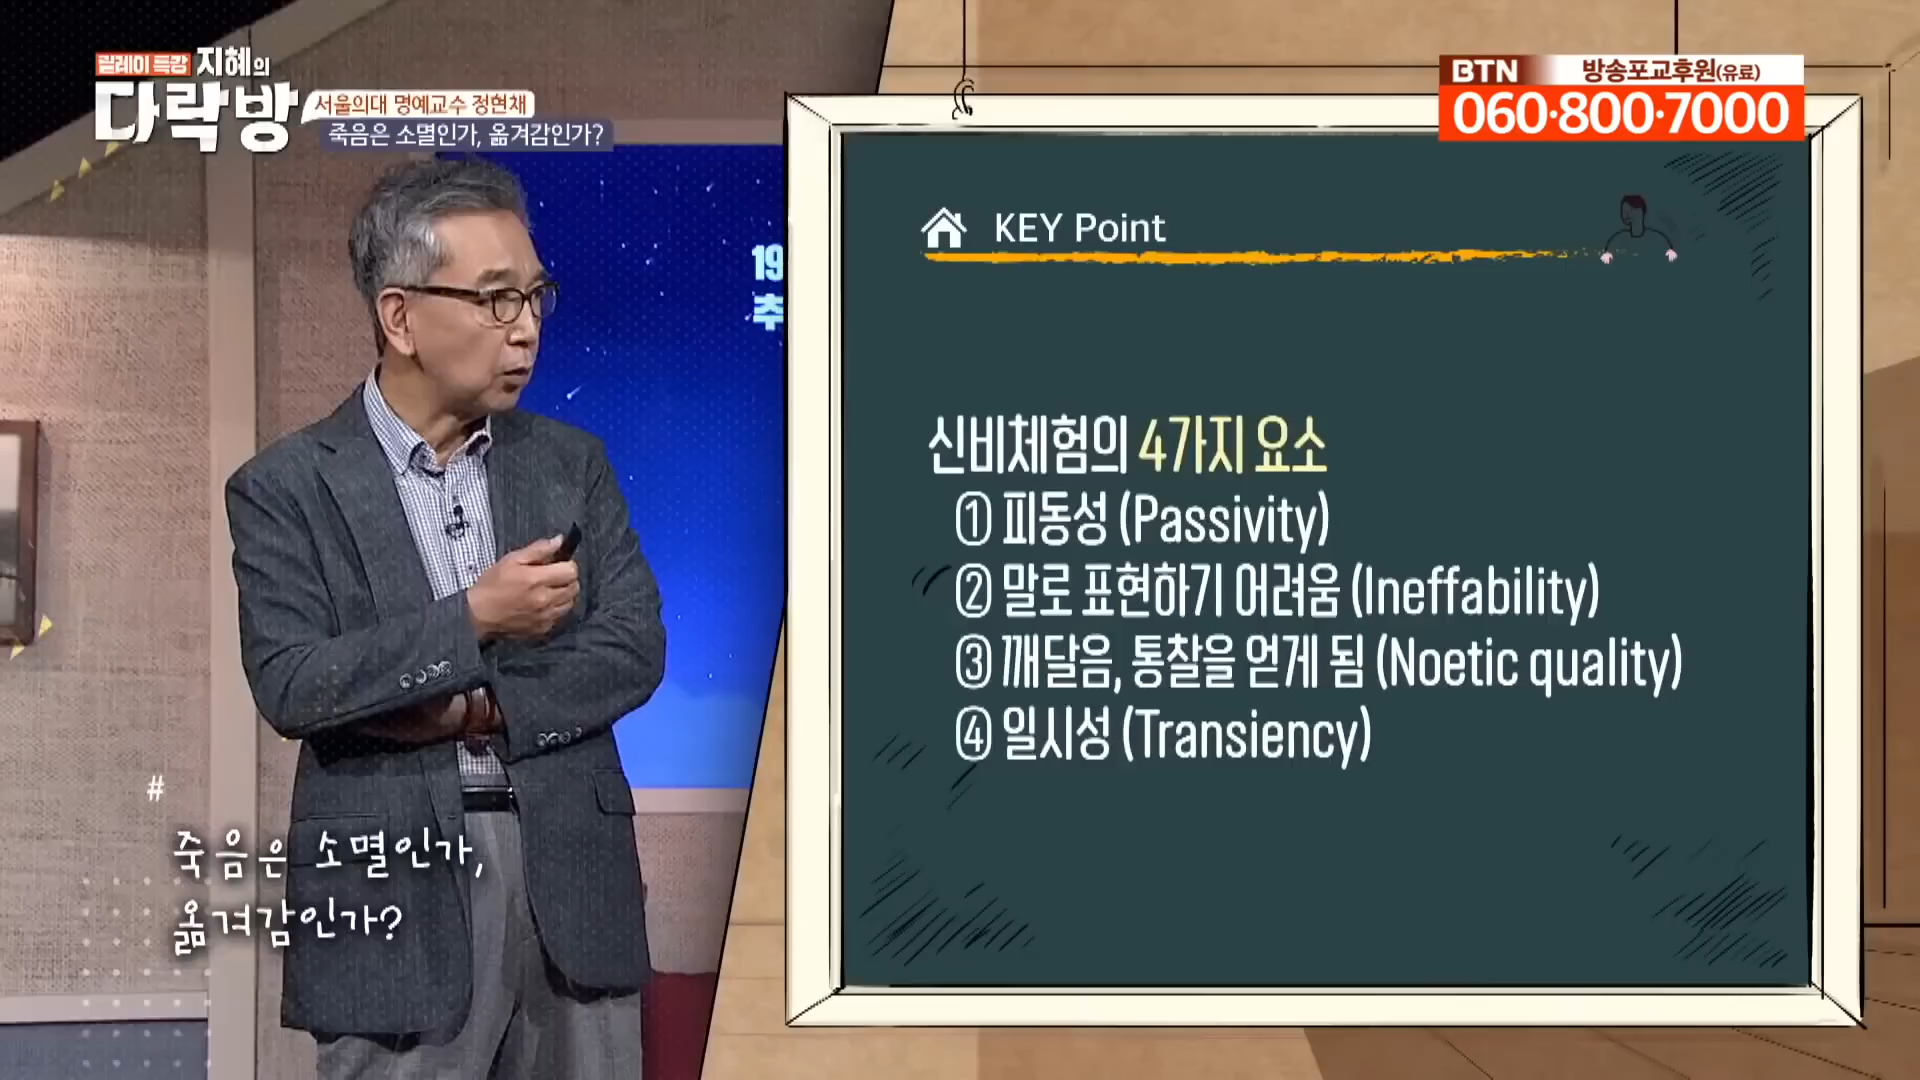 릴레이 특강 지혜의
다락방
서울의대 명예교수 정현채
죽음은 소멸인가, 옮겨감인가?
BTN 방송포교후원(유료)
060·800·7000
19
추
KEY Point
신비체험의 4가지 요소
① 피동성 (Passivity)
② 말로 표현하기 어려움 (Ineffability)
③ 깨달음, 통찰을 얻게 됨 (Noetic quality)
④ 일시성 (Transiency)
#
죽음은 소멸인가,
옮겨감인가?